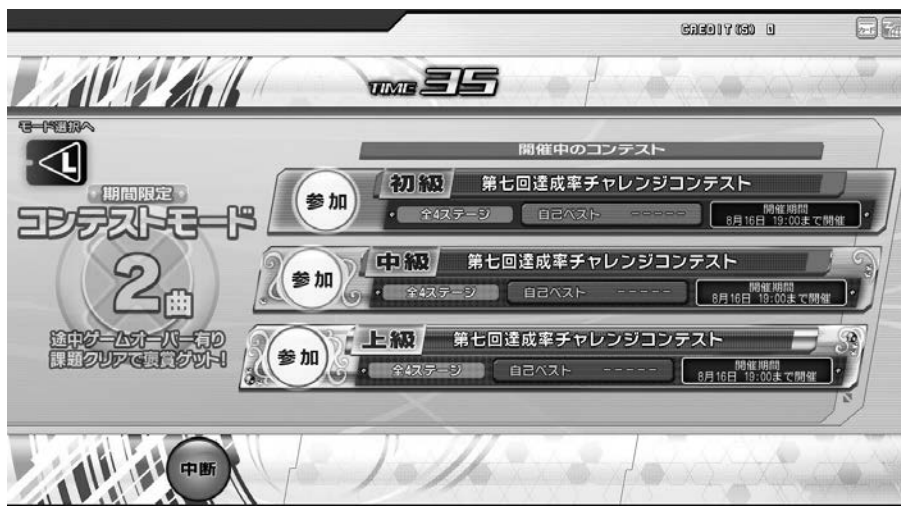 CREDIT(S) 0
TIME 35
モード選択へ
L
期間限定
コンテストモード
2曲
途中ゲームオーバー有り
課題クリアで褒賞ゲット!
開催中のコンテスト
参加
初級 第七回達成率チャレンジコンテスト
全4ステージ 自己ベスト -----
開催期間
8月16日 19:00まで開催
参加
中級 第七回達成率チャレンジコンテスト
全4ステージ 自己ベスト -----
開催期間
8月16日 19:00まで開催
参加
上級 第七回達成率チャレンジコンテスト
全4ステージ 自己ベスト -----
開催期間
8月16日 19:00まで開催
中断